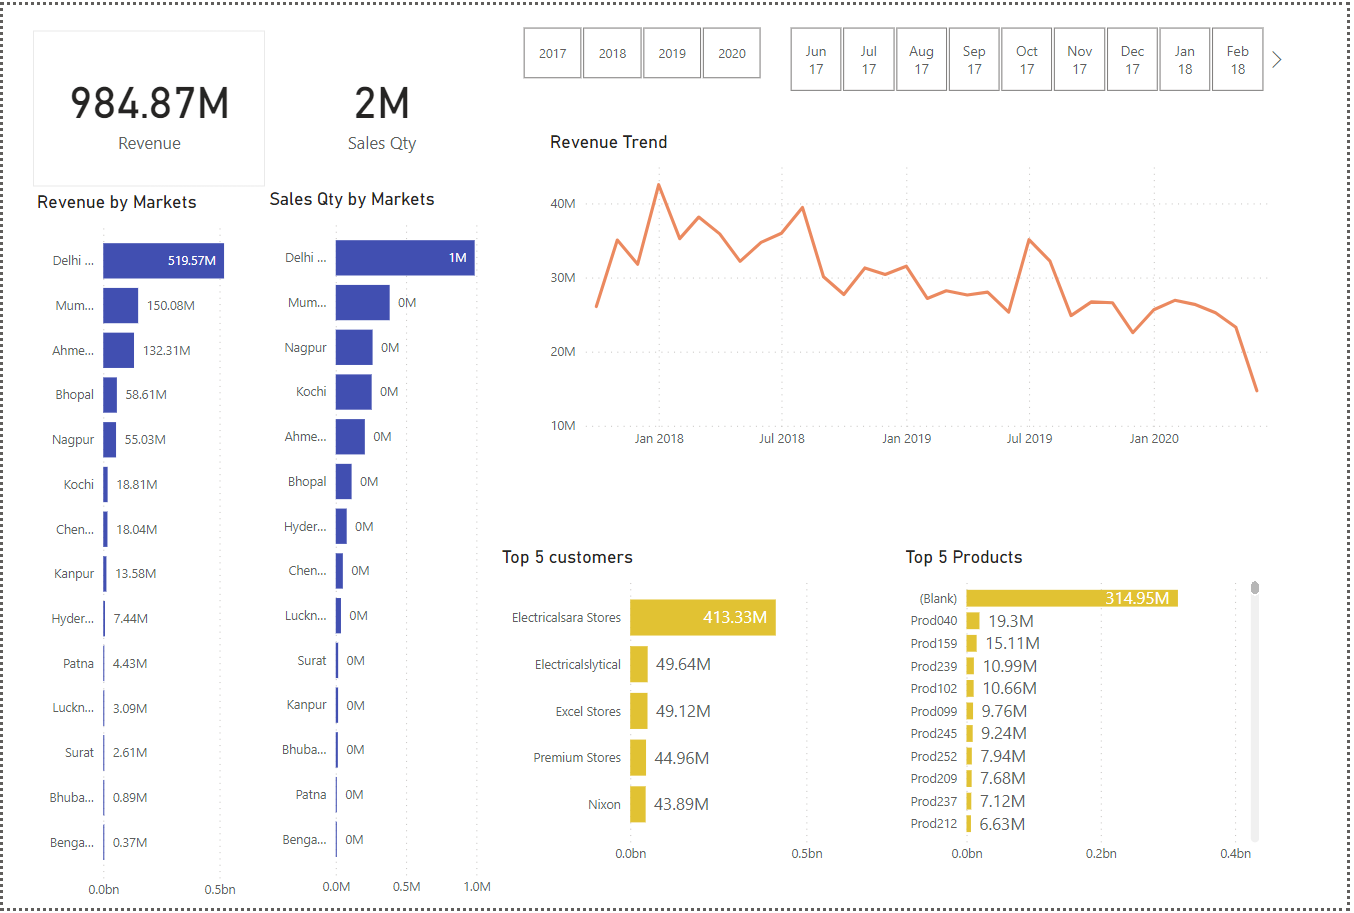 984.87M
Revenue
2M
Sales Qty
2017
2018
2019
2020
Jun
17
Jul
17
Aug
17
Sep
17
Oct
17
Nov
17
Dec
17
Jan
18
Feb
18
Revenue by Markets
Delhi ...
519.57M
Mum...
150.08M
Ahme...
132.31M
Bhopal
58.61M
Nagpur
55.03M
Kochi
18.81M
Chen...
18.04M
Kanpur
13.58M
Hyder...
7.44M
Patna
4.43M
Luckn...
3.09M
Surat
2.61M
Bhuba...
0.89M
Benga...
0.37M
0.0bn
0.5bn
Sales Qty by Markets
Delhi ...
1M
Mum...
0M
Nagpur
0M
Kochi
0M
Ahme...
0M
Bhopal
0M
Hyder...
0M
Chen...
0M
Luckn...
0M
Surat
0M
Kanpur
0M
Bhuba...
0M
Patna
0M
Benga...
0M
0.0M
0.5M
1.0M
Revenue Trend
40M
30M
20M
10M
Jan 2018
Jul 2018
Jan 2019
Jul 2019
Jan 2020
Top 5 customers
Electricalsara Stores
413.33M
Electricalslytical
49.64M
Excel Stores
49.12M
Premium Stores
44.96M
Nixon
43.89M
0.0bn
0.5bn
Top 5 Products
(Blank)
314.95M
Prod040
19.3M
Prod159
15.11M
Prod239
10.99M
Prod102
10.66M
Prod099
9.76M
Prod245
9.24M
Prod252
7.94M
Prod209
7.68M
Prod237
7.12M
Prod212
6.63M
0.0bn
0.2bn
0.4bn